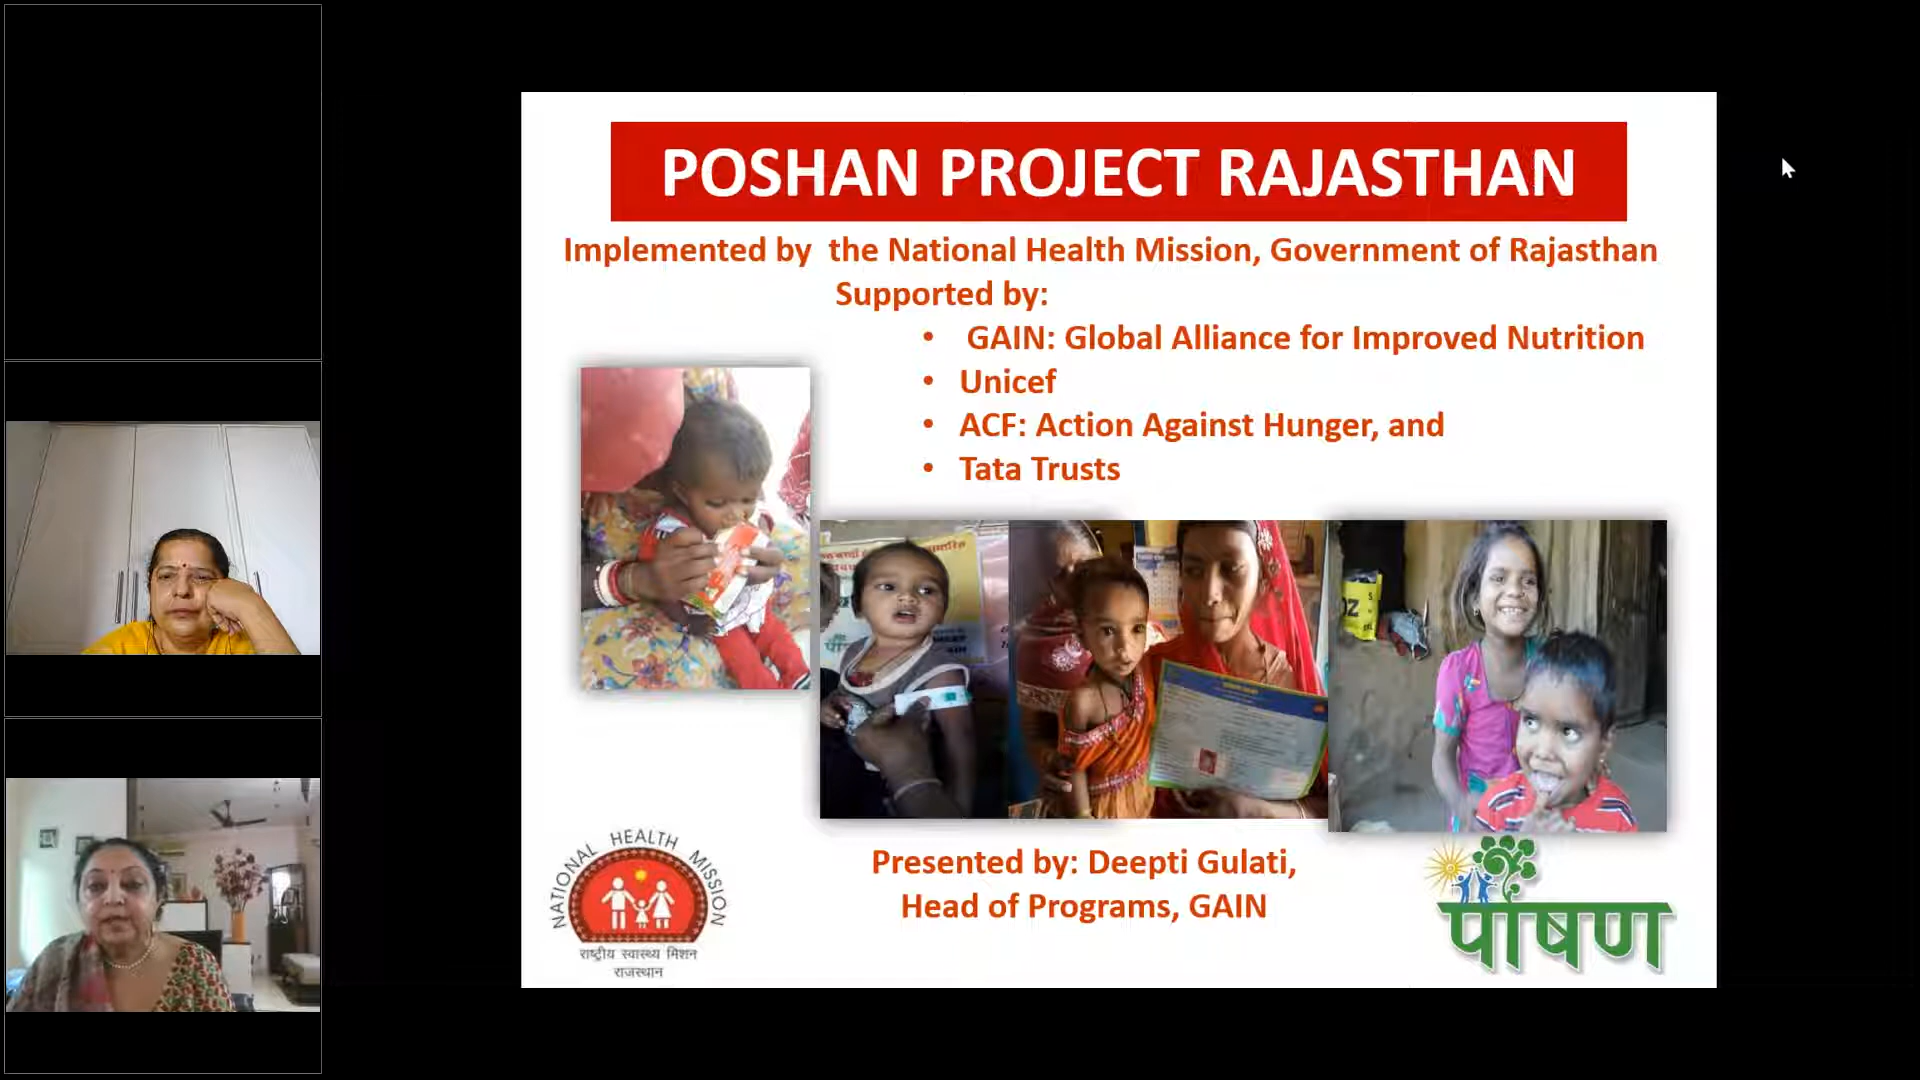 POSHAN PROJECT RAJASTHAN
Implemented by the National Health Mission, Government of Rajasthan
Supported by:
• GAIN: Global Alliance for Improved Nutrition
• Unicef
• ACF: Action Against Hunger, and
• Tata Trusts
Presented by: Deepti Gulati,
Head of Programs, GAIN
NATIONAL HEALTH MISSION
राष्ट्रीय स्वास्थ्य मिशन
राजस्थान
पोषण
GAIN
OZ